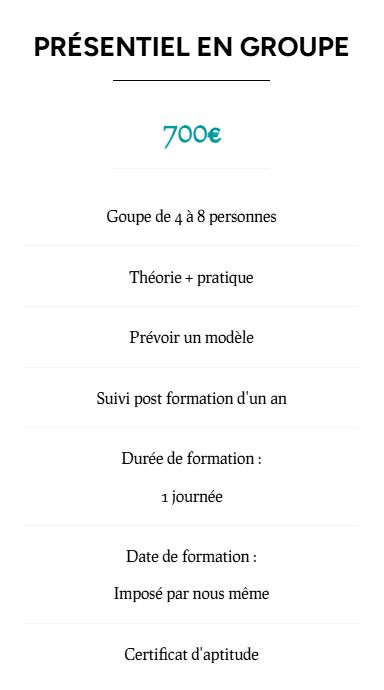 PRÉSENTIEL EN GROUPE
700€
Goupe de 4 à 8 personnes
Théorie + pratique
Prévoir un modèle
Suivi post formation d'un an
Durée de formation :
1 journée
Date de formation :
Imposé par nous même
Certificat d'aptitude